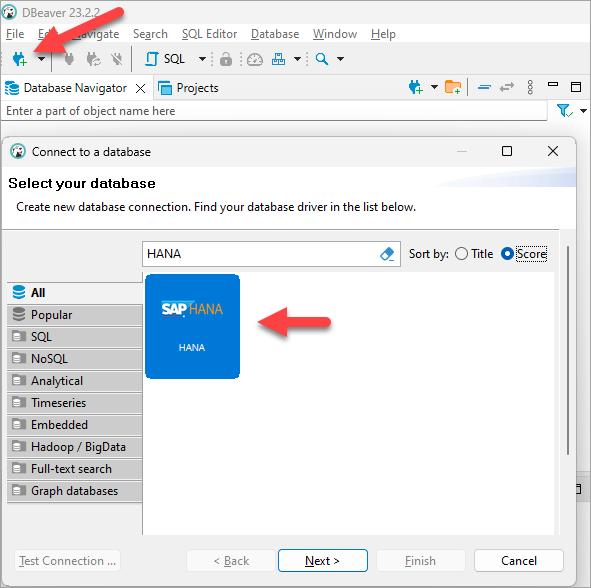 DBeaver 23.2.2
File Navigate Search SQL Editor Database Window Help
SQL
Database Navigator Projects
Enter a part of object name here
Connect to a database
Select your database
Create new database connection. Find your database driver in the list below.
HANA Sort by: Title Score
All
Popular
SQL
NoSQL
Analytical
Timeseries
Embedded
Hadoop / BigData
Full-text search
Graph databases
SAP HANA
HANA
Test Connection ... < Back Next > Finish Cancel